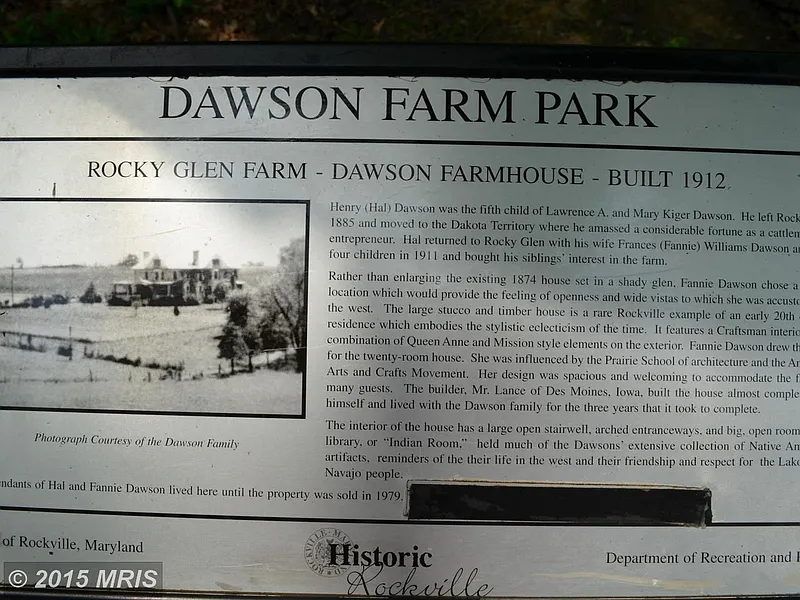 DAWSON FARM PARK
ROCKY GLEN FARM - DAWSON FARMHOUSE - BUILT 1912
Henry (Hal) Dawson was the fifth child of Lawrence A. and Mary Kiger Dawson. He left Rock
1885 and moved to the Dakota Territory where he amassed a considerable fortune as a cattlem
entrepreneur. Hal returned to Rocky Glen with his wife Frances (Fannie) Williams Dawson a
four children in 1911 and bought his siblings' interest in the farm.
Rather than enlarging the existing 1874 house set in a shady glen, Fannie Dawson chose a
location which would provide the feeling of openness and wide vistas to which she was accusto
the west. The large stucco and timber house is a rare Rockville example of an early 20th
residence which embodies the stylistic eclecticism of the time. It features a Craftsman interio
combination of Queen Anne and Mission style elements on the exterior. Fannie Dawson drew th
for the twenty-room house. She was influenced by the Prairie School of architecture and the Am
Arts and Crafts Movement. Her design was spacious and welcoming to accommodate the f
many guests. The builder, Mr. Lance of Des Moines, Iowa, built the house almost comple
himself and lived with the Dawson family for the three years that it took to complete.
The interior of the house has a large open stairwell, arched entranceways, and big, open room
library, or "Indian Room," held much of the Dawsons' extensive collection of Native Am
artifacts, reminders of the their life in the west and their friendship and respect for the Lako
Navajo people.
Photograph Courtesy of the Dawson Family
endants of Hal and Fannie Dawson lived here until the property was sold in 1979.
of Rockville, Maryland
Historic
Rockville
Department of Recreation and P
© 2015 MRIS